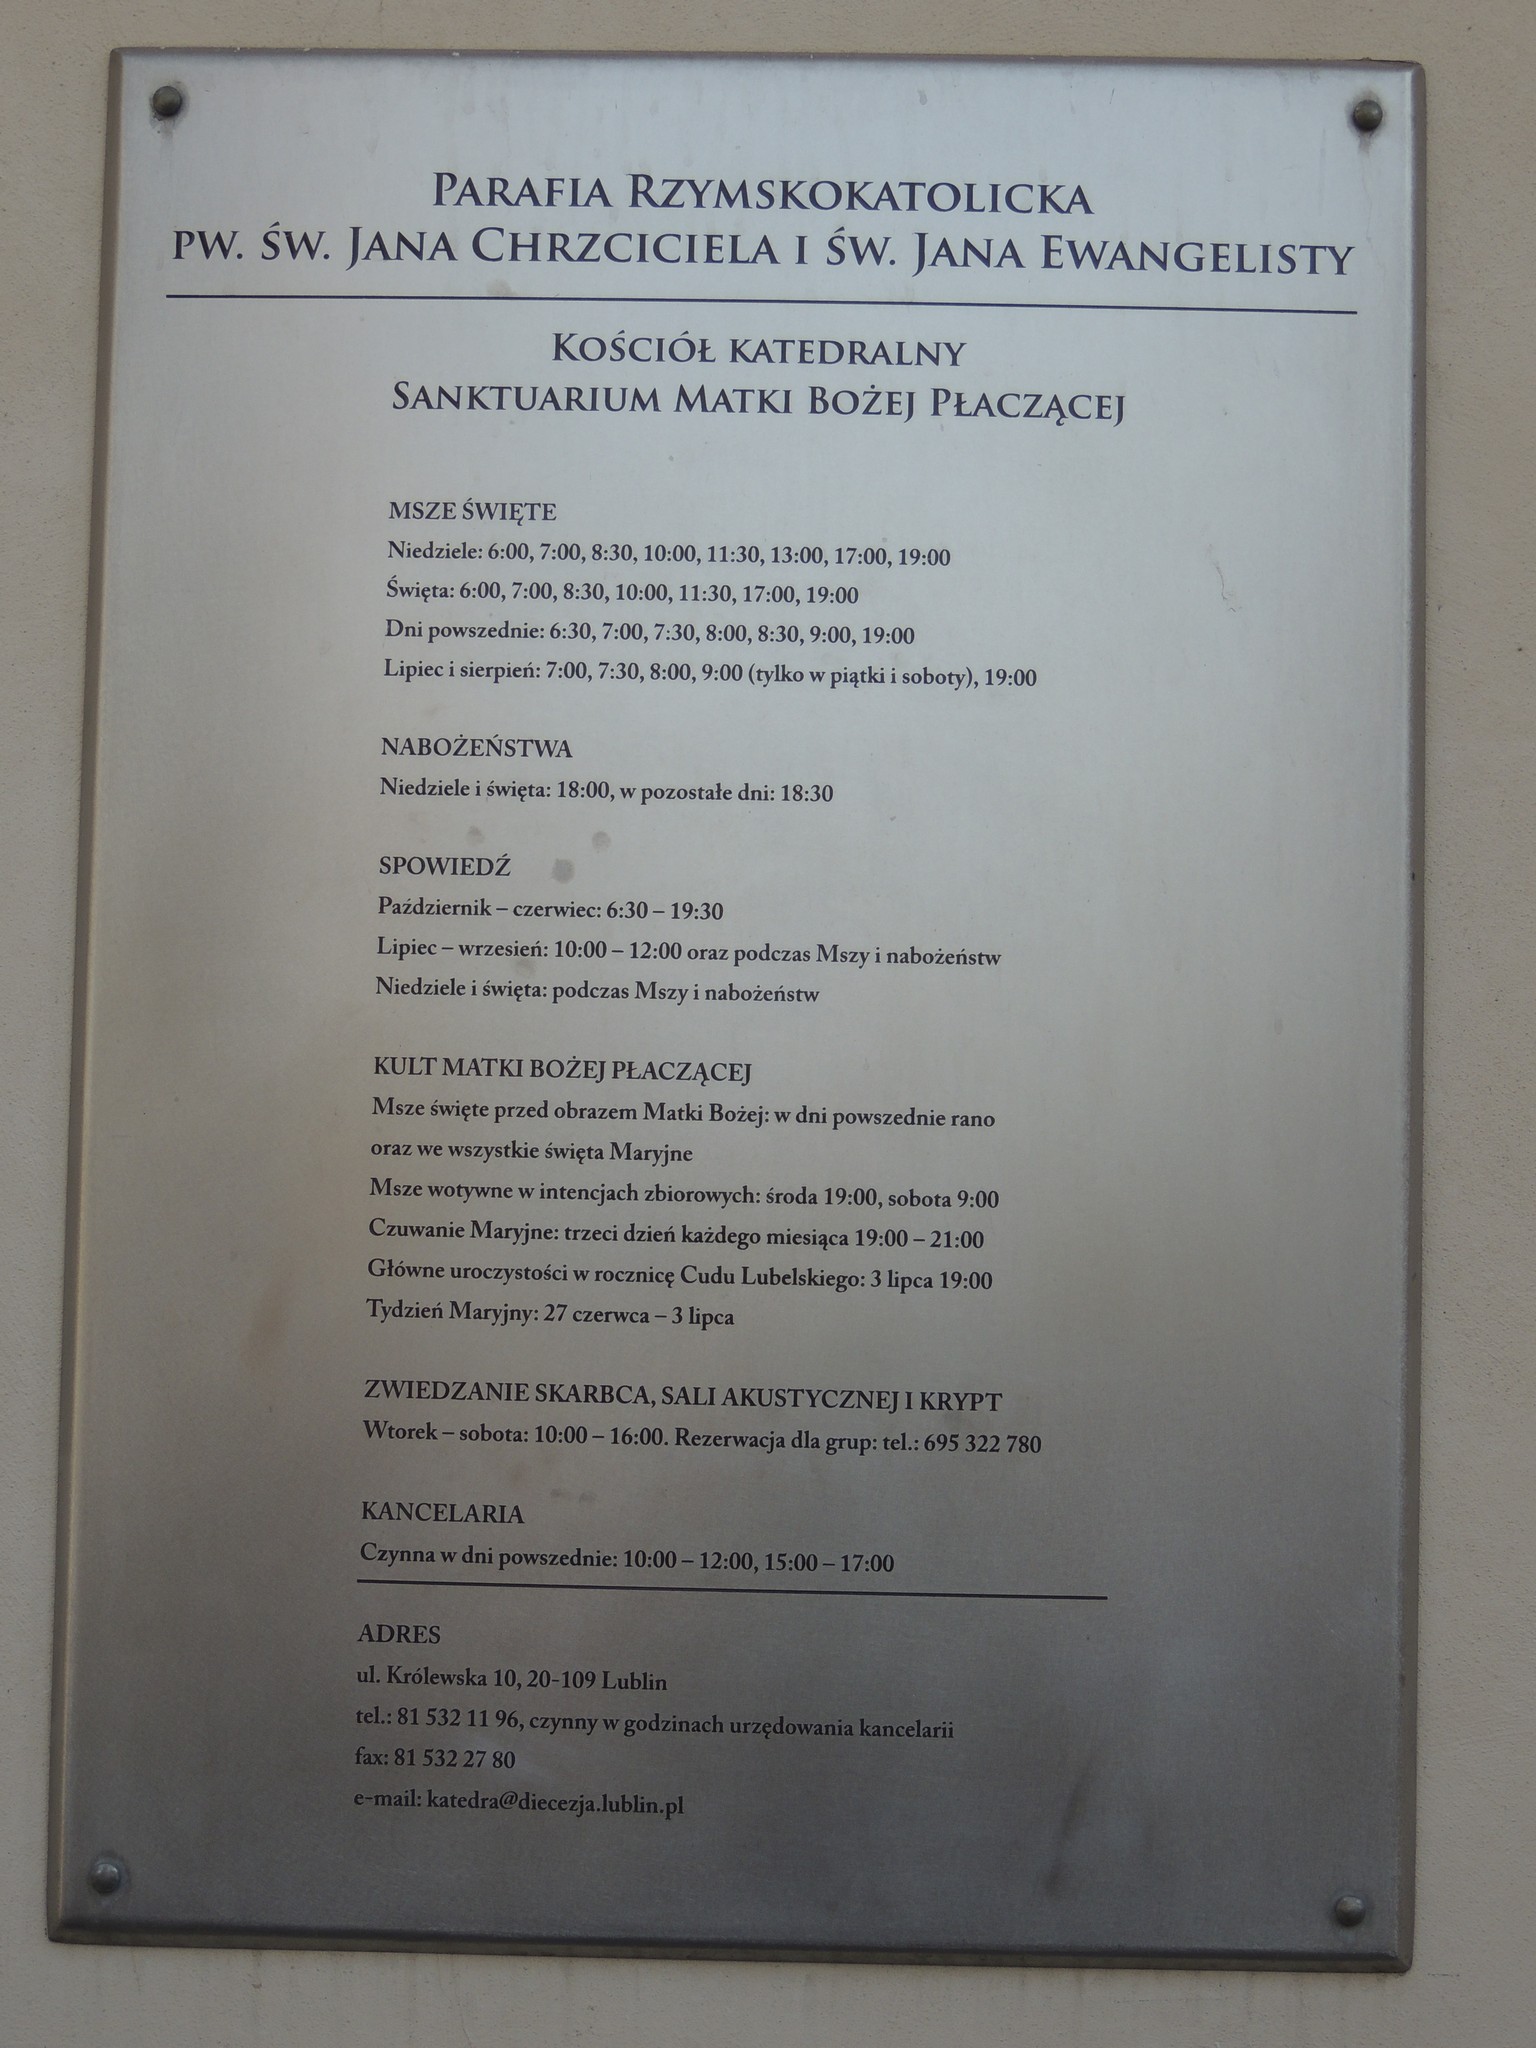 Parafia Rzymskokatolicka
pw. św. Jana Chrzciciela i św. Jana Ewangelisty
Kościół katedralny
Sanktuarium Matki Bożej Płaczącej
MSZE ŚWIĘTE
Niedziele: 6:00, 7:00, 8:30, 10:00, 11:30, 13:00, 17:00, 19:00
Święta: 6:00, 7:00, 8:30, 10:00, 11:30, 17:00, 19:00
Dni powszednie: 6:30, 7:00, 7:30, 8:00, 8:30, 9:00, 19:00
Lipiec i sierpień: 7:00, 7:30, 8:00, 9:00 (tylko w piątki i soboty), 19:00
NABOŻEŃSTWA
Niedziele i święta: 18:00, w pozostałe dni: 18:30
SPOWIEDŹ
Październik – czerwiec: 6:30 – 19:30
Lipiec – wrzesień: 10:00 – 12:00 oraz podczas Mszy i nabożeństw
Niedziele i święta: podczas Mszy i nabożeństw
KULT MATKI BOŻEJ PŁACZĄCEJ
Msze święte przed obrazem Matki Bożej: w dni powszednie rano
oraz we wszystkie święta Maryjne
Msze wotywne w intencjach zbiorowych: środa 19:00, sobota 9:00
Czuwanie Maryjne: trzeci dzień każdego miesiąca 19:00 – 21:00
Główne uroczystości w rocznicę Cudu Lubelskiego: 3 lipca 19:00
Tydzień Maryjny: 27 czerwca – 3 lipca
ZWIEDZANIE SKARBCA, SALI AKUSTYCZNEJ I KRYPT
Wtorek – sobota: 10:00 – 16:00. Rezerwacja dla grup: tel.: 695 322 780
KANCELARIA
Czynna w dni powszednie: 10:00 – 12:00, 15:00 – 17:00
ADRES
ul. Królewska 10, 20-109 Lublin
tel.: 81 532 11 96, czynny w godzinach urzędowania kancelarii
fax: 81 532 27 80
e-mail: katedra@diecezja.lublin.pl